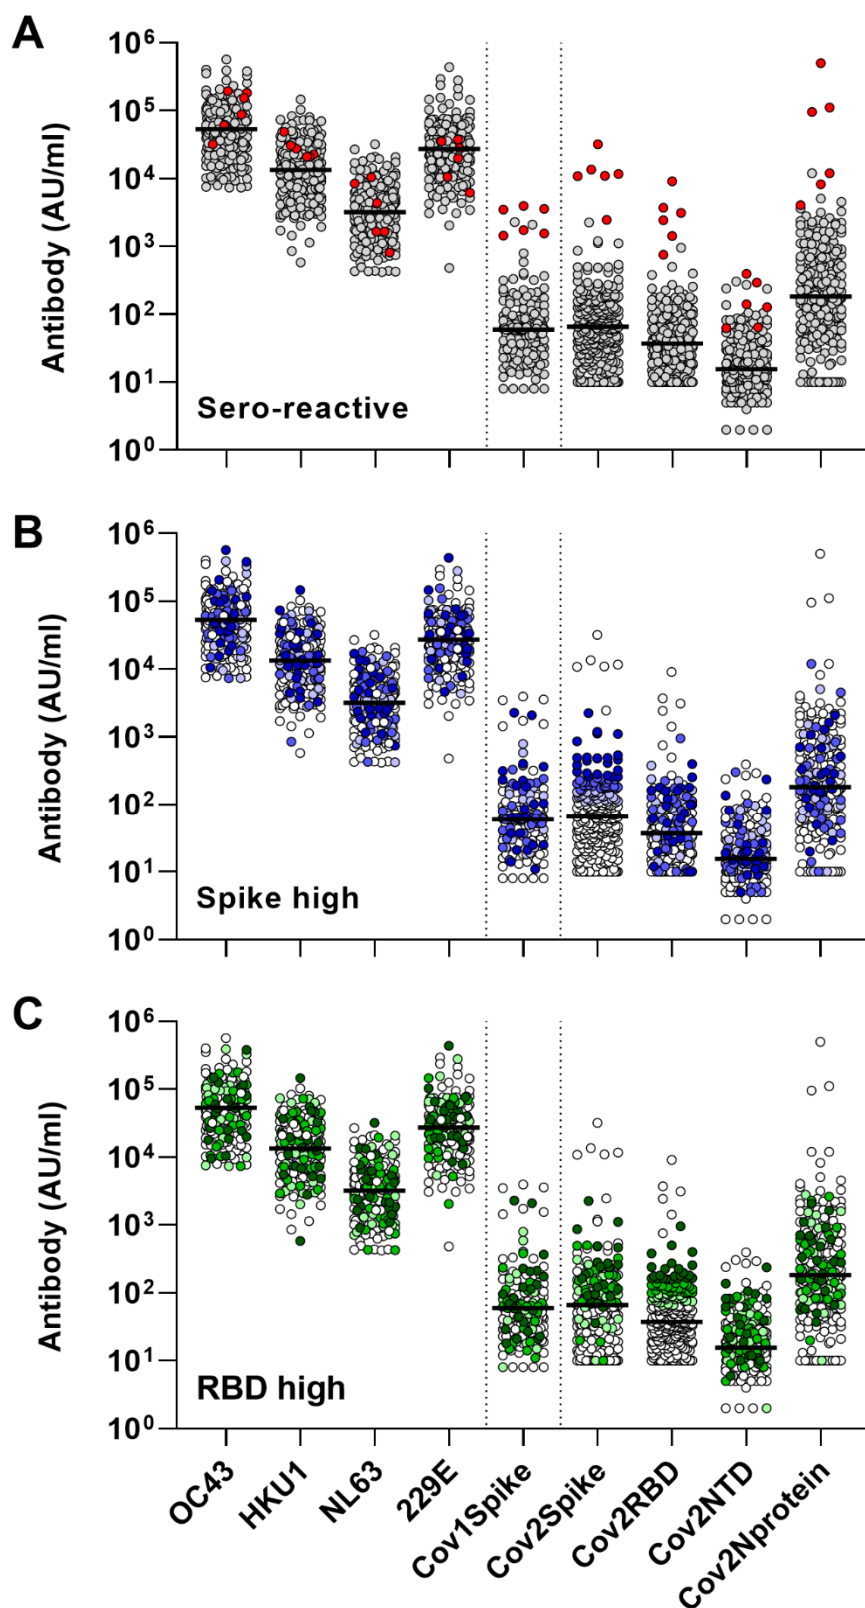 A
Antibody (AU/ml)
10⁶
10⁵
10⁴
10³
10²
10¹
10⁰
Sero-reactive
B
Antibody (AU/ml)
10⁶
10⁵
10⁴
10³
10²
10¹
10⁰
Spike high
C
Antibody (AU/ml)
10⁶
10⁵
10⁴
10³
10²
10¹
10⁰
RBD high
OC43
HKU1
NL63
229E
Cov1Spike
Cov2Spike
Cov2RBD
Cov2NTD
Cov2Nprotein